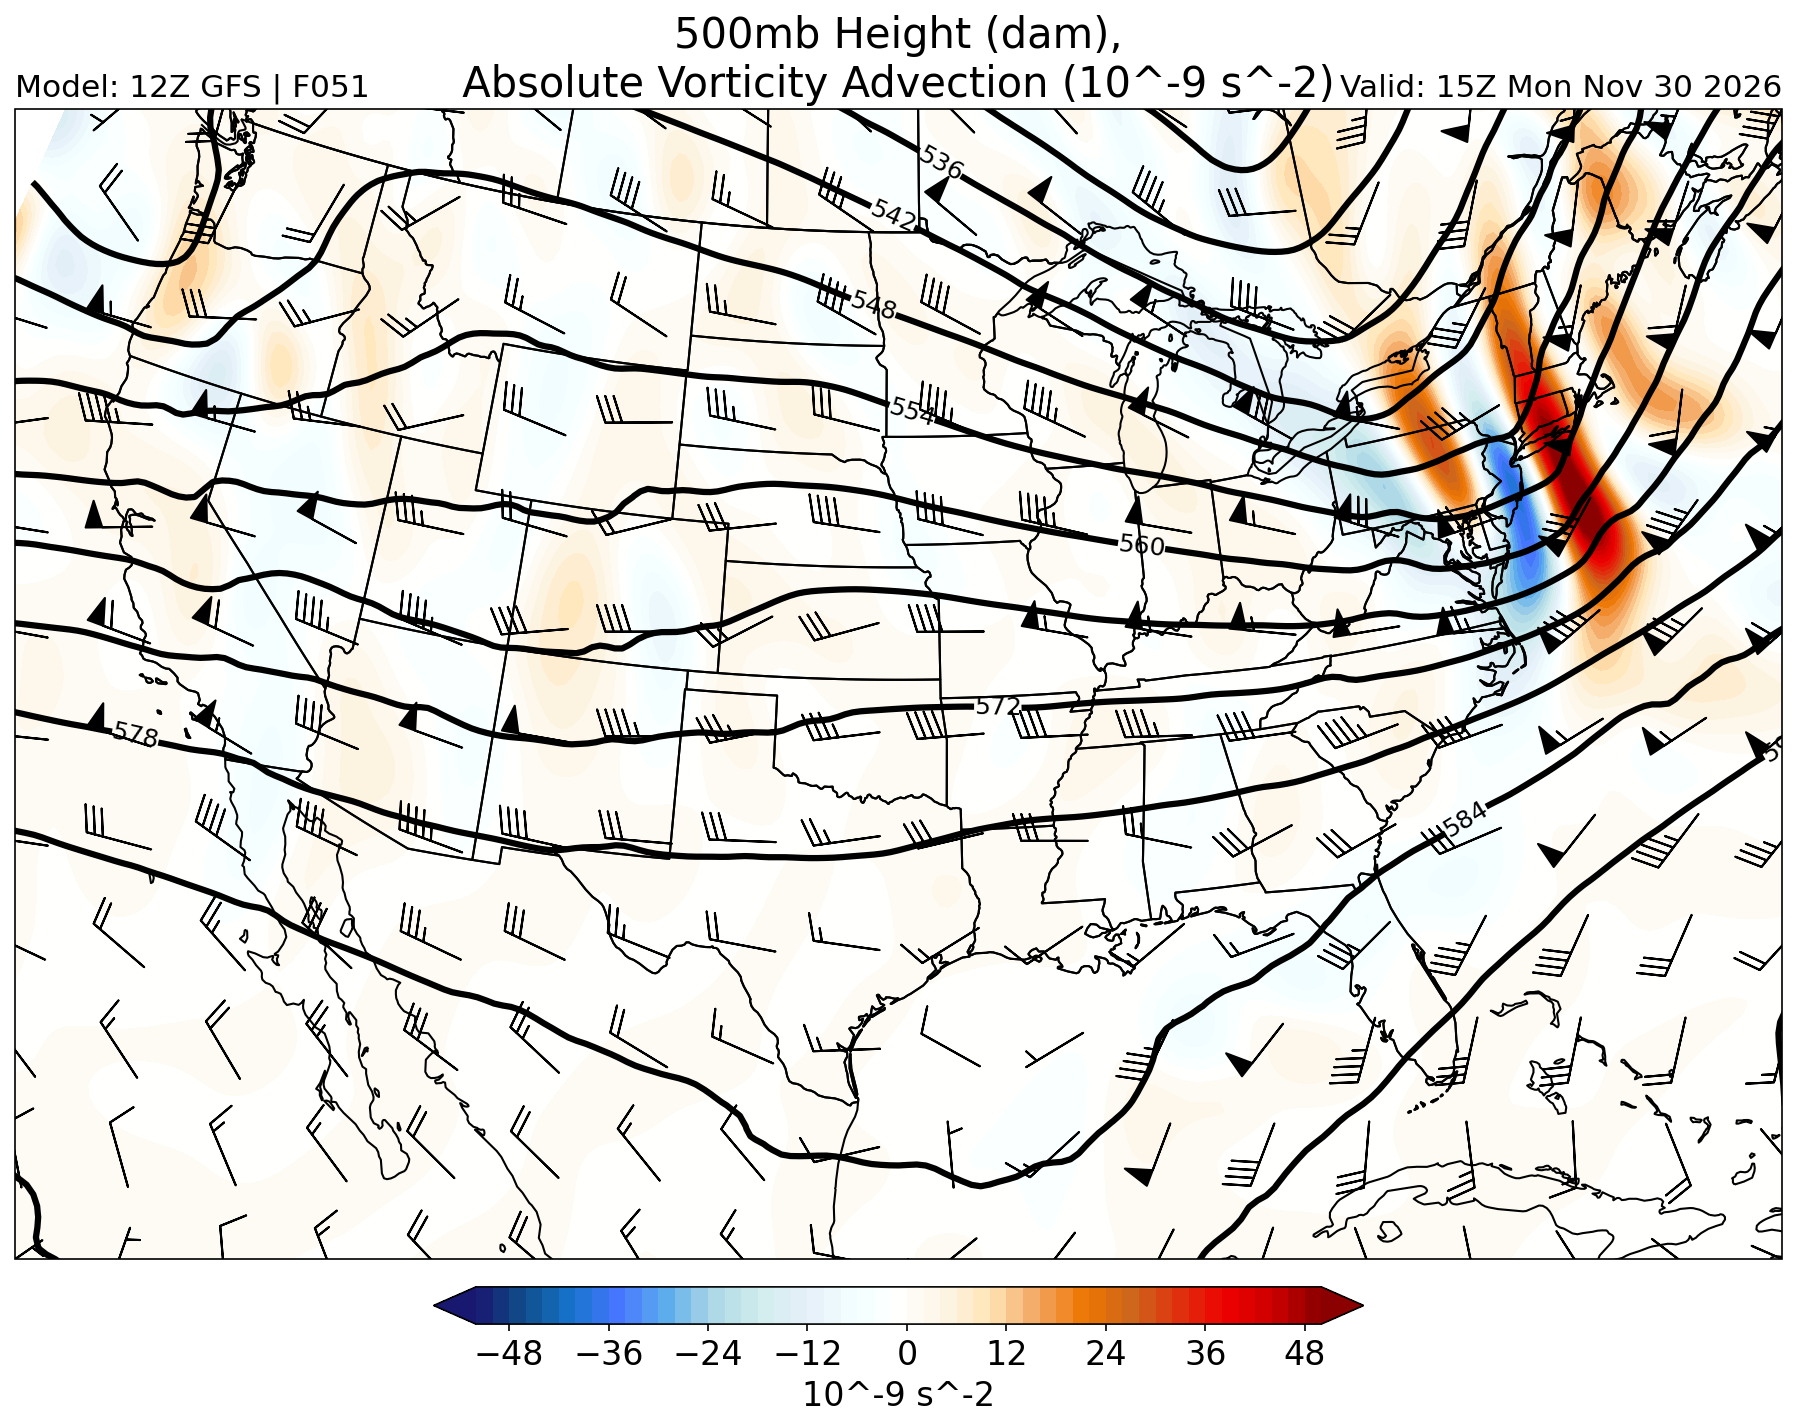 500mb Height (dam),
Model: 12Z GFS | F051
Absolute Vorticity Advection (10^-9 s^-2)
Valid: 15Z Mon Nov 30 2026
536
542
548
554
560
572
578
584
−48 −36 −24 −12 0 12 24 36 48
10^-9 s^-2